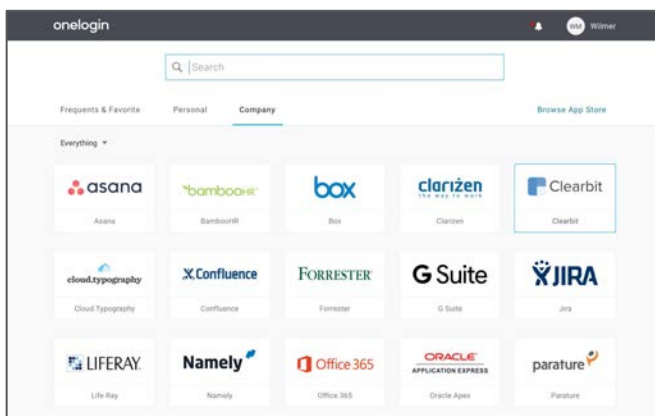 onelogin
WM Wilmer
Search
Frequents & Favorite Personal Company Browse App Store
Everything
asana bambooHR box clarizen Clearbit
the way to work
Asana BambooHR Box Clarizen Clearbit
cloud.typography Confluence FORRESTER G Suite JIRA
Cloud.Typography Confluence Forrester G Suite Jira
LIFERAY. Namely Office 365 ORACLE parature
APPLICATION EXPRESS
Life Ray Namely Office 365 Oracle Apex Parature